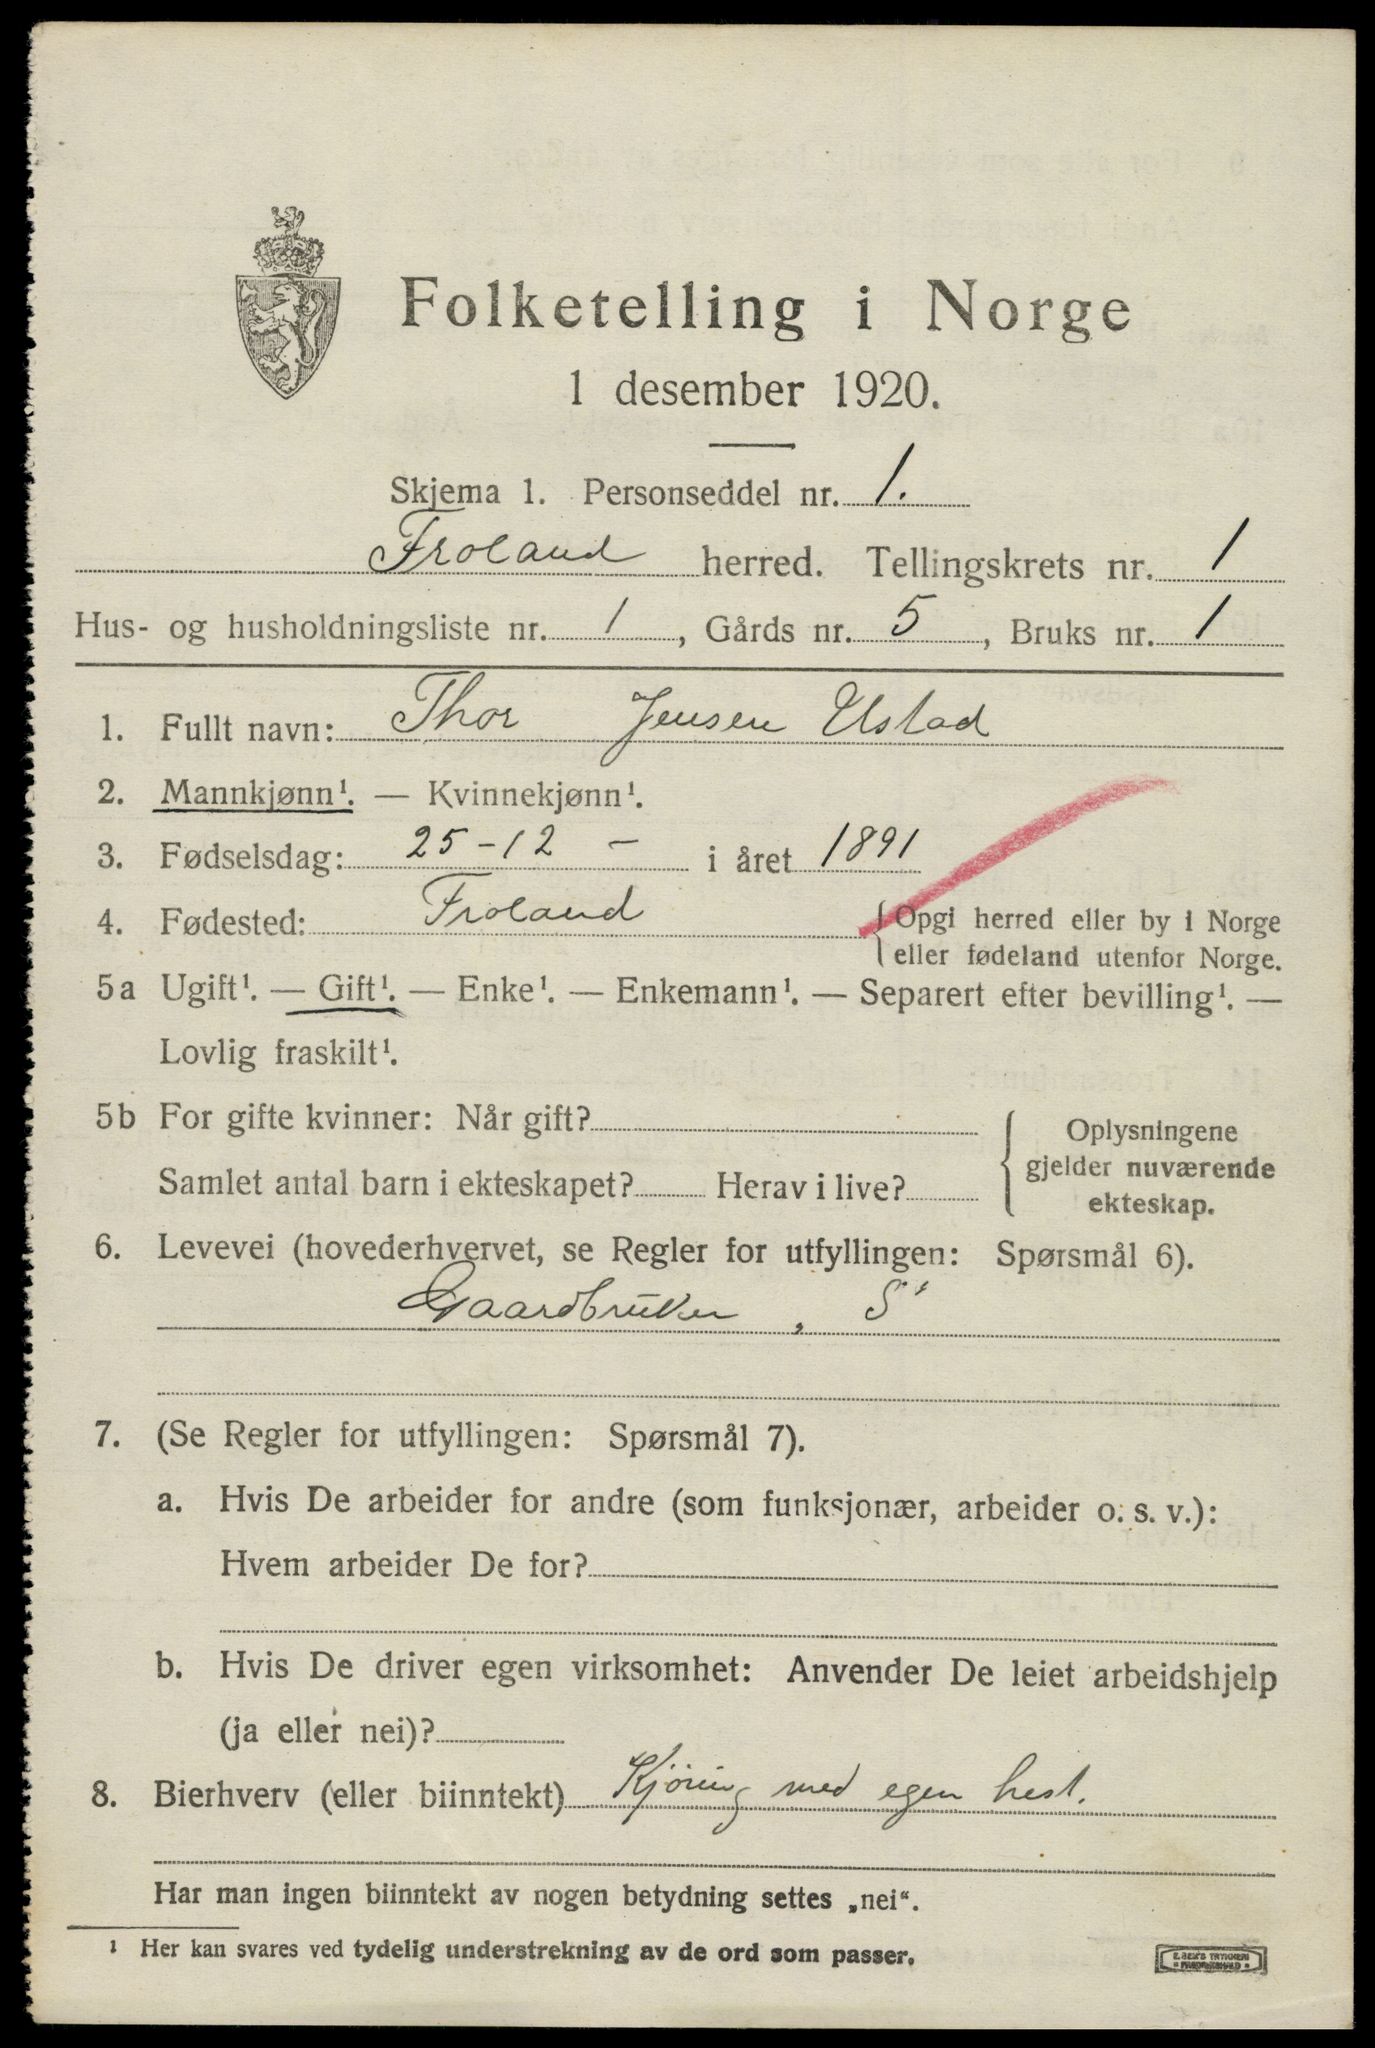 Folketelling i Norge
1 desember 1920.
Skjema 1. Personseddel nr. 1.
Froland herred. Tellingskrets nr. 1
Hus- og husholdningsliste nr. 1, Gårds nr. 5, Bruks nr. 1
1. Fullt navn: Thor Jensen Ustad
2. Mannkjønn¹. — Kvinnekjønn¹.
3. Fødselsdag: 25-12 - i året 1891
4. Fødested: Froland {Opgi herred eller by i Norge
eller fødeland utenfor Norge.
5a Ugift¹. — Gift¹. — Enke¹. — Enkemann¹. — Separert efter bevilling¹. —
Lovlig fraskilt¹.
5b For gifte kvinner: Når gift?
Samlet antal barn i ekteskapet? Herav i live?
Oplysningene
gjelder nuværende
ekteskap.
6. Levevei (hovederhvervet, se Regler for utfyllingen: Spørsmål 6).
Gaardbruker, S'
7. (Se Regler for utfyllingen: Spørsmål 7).
a. Hvis De arbeider for andre (som funksjonær, arbeider o. s. v.):
Hvem arbeider De for?
b. Hvis De driver egen virksomhet: Anvender De leiet arbeidshjelp
(ja eller nei)?
8. Bierhverv (eller biinntekt) Kjøring med egen hest.
Har man ingen biinntekt av nogen betydning settes „nei“.
¹ Her kan svares ved tydelig understrekning av de ord som passer.